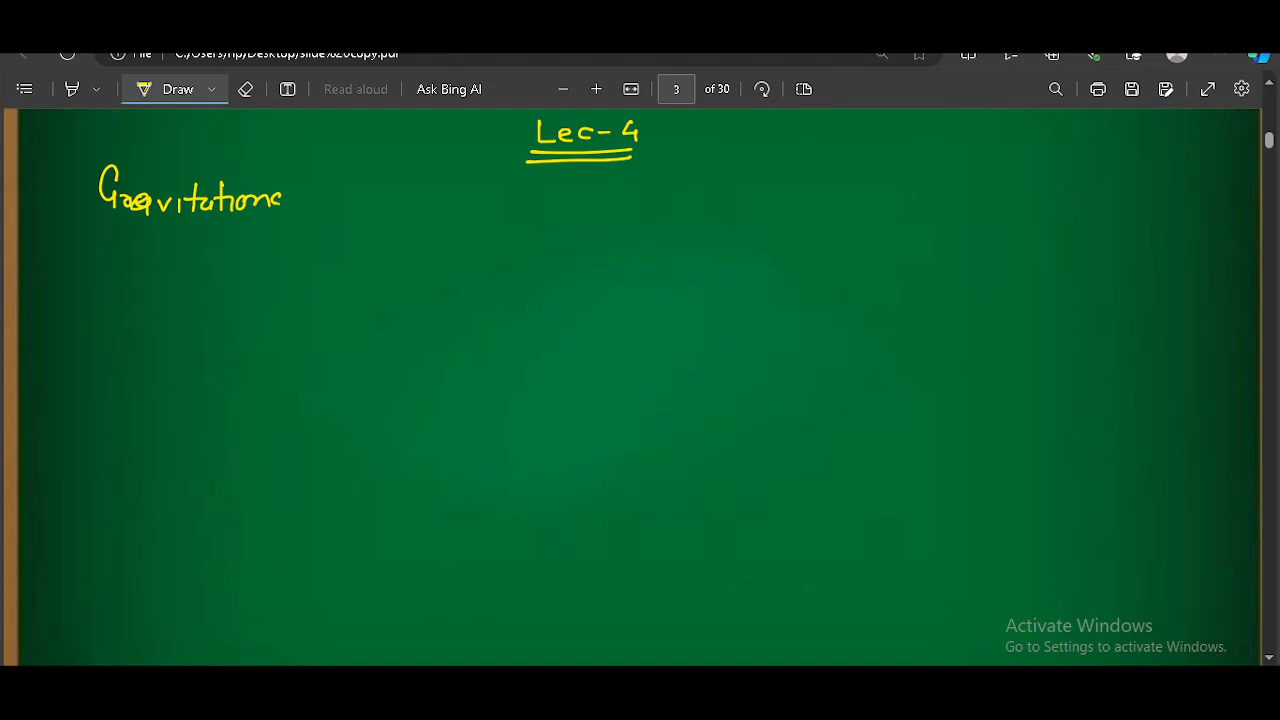 File C:/Users/hp/Desktop/slide%20copy.pdf
Draw Read aloud Ask Bing AI 3 of 30
Lec-4
Gravitationa
Activate Windows
Go to Settings to activate Windows.